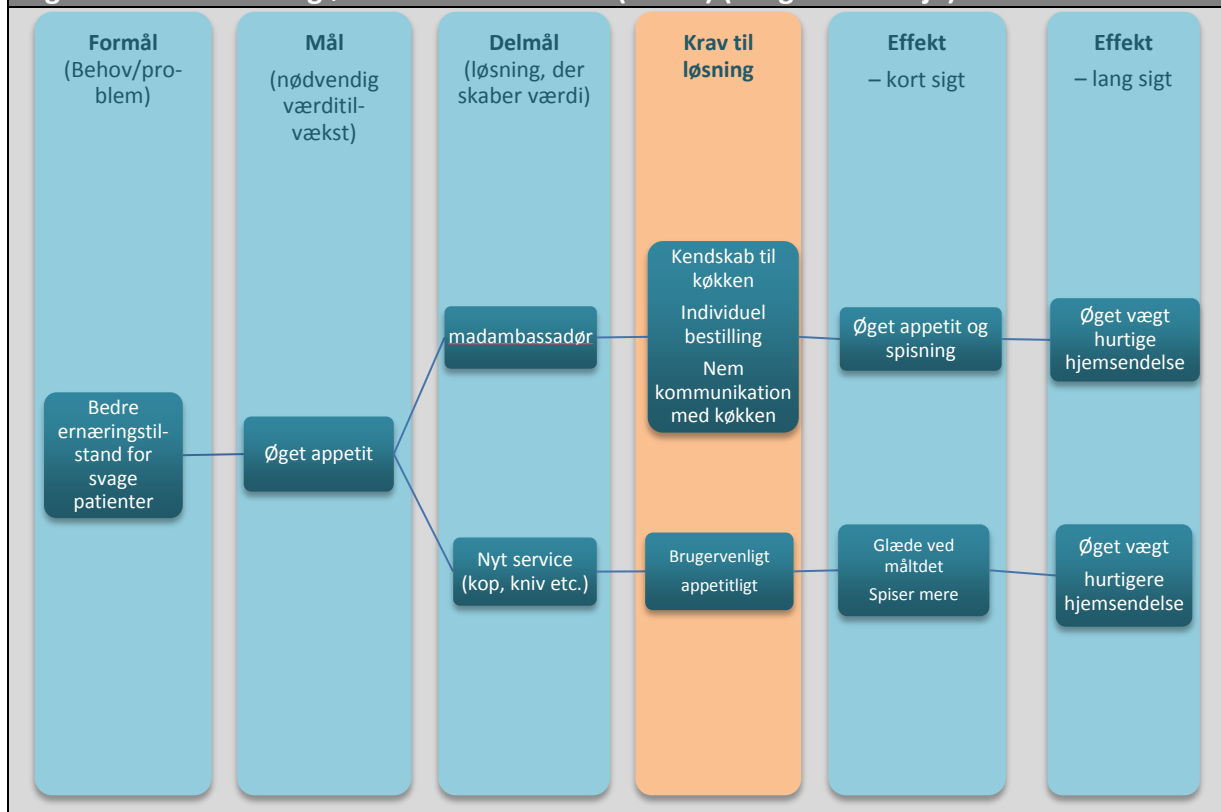 Formål
(Behov/pro-
blem)
Mål
(nødvendig
værditil-
vækst)
Delmål
(løsning, der
skaber værdi)
Krav til
løsning
Effekt
– kort sigt
Effekt
– lang sigt
Bedre
ernæringstil-
stand for
svage
patienter
Øget appetit
madambassadør
Nyt service
(kop, kniv etc.)
Kendskab til
køkken
Individuel
bestilling
Nem
kommunikation
med køkken
Brugervenligt
appetitligt
Øget appetit og
spisning
Glæde ved
måltdet
Spiser mere
Øget vægt
hurtige
hjemsendelse
Øget vægt
hurtigere
hjemsendelse